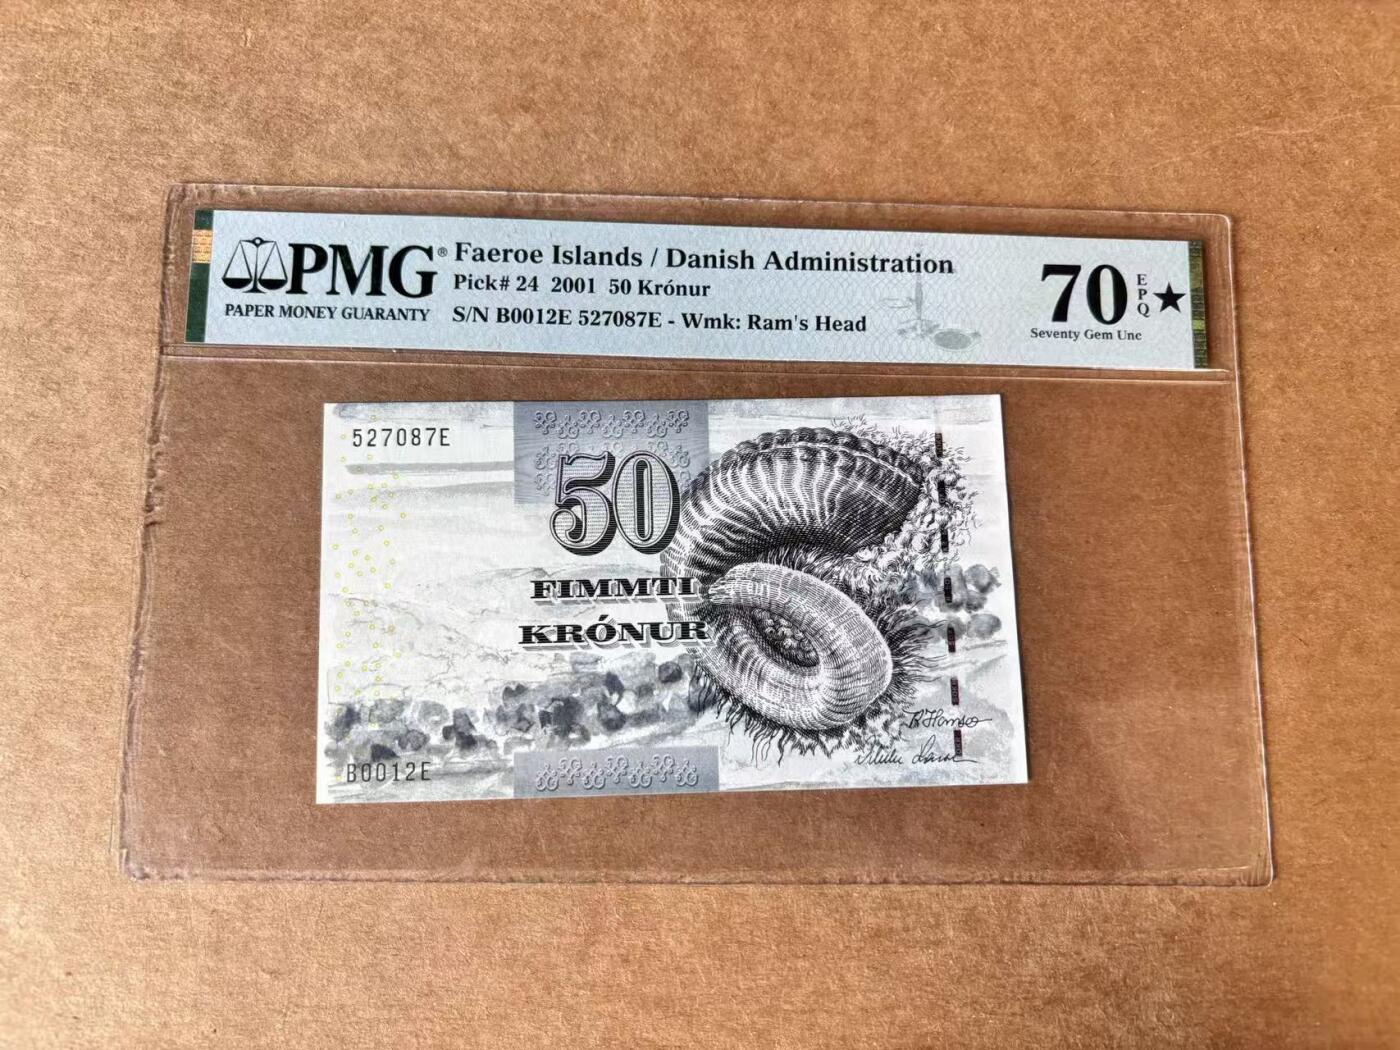 PMG®
PAPER MONEY GUARANTY
Faeroe Islands / Danish Administration
Pick# 24 2001 50 Krónur
S/N B0012E 527087E - Wmk: Ram's Head
70 EPQ ★
Seventy Gem Unc
527087E
50
FIMMTI
KRÓNUR
B0012E